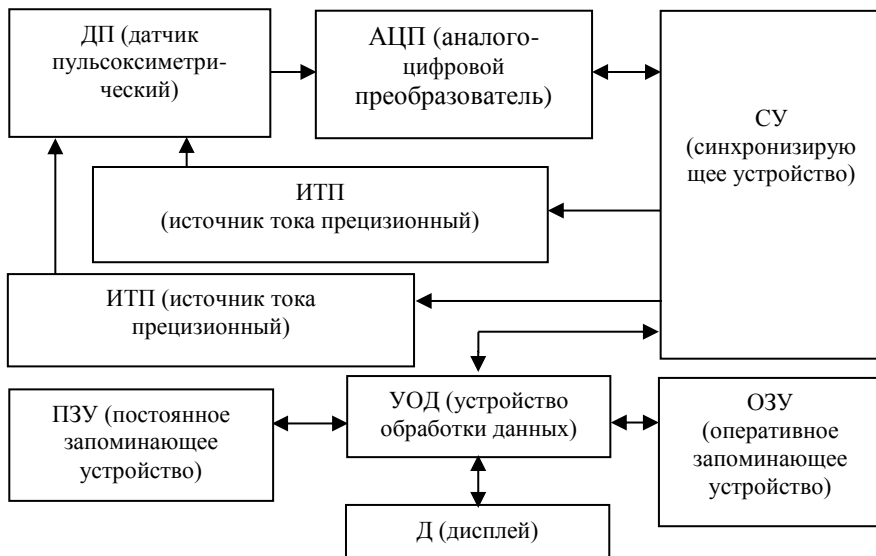 ДП (датчик
пульсоксиметри-
ческий)
АЦП (аналого-
цифровой
преобразователь)
СУ
(синхронизирую
щее устройство)
ИТП
(источник тока прецизионный)
ИТП (источник тока
прецизионный)
ПЗУ (постоянное
запоминающее
устройство)
УОД (устройство
обработки данных)
ОЗУ
(оперативное
запоминающее
устройство)
Д (дисплей)